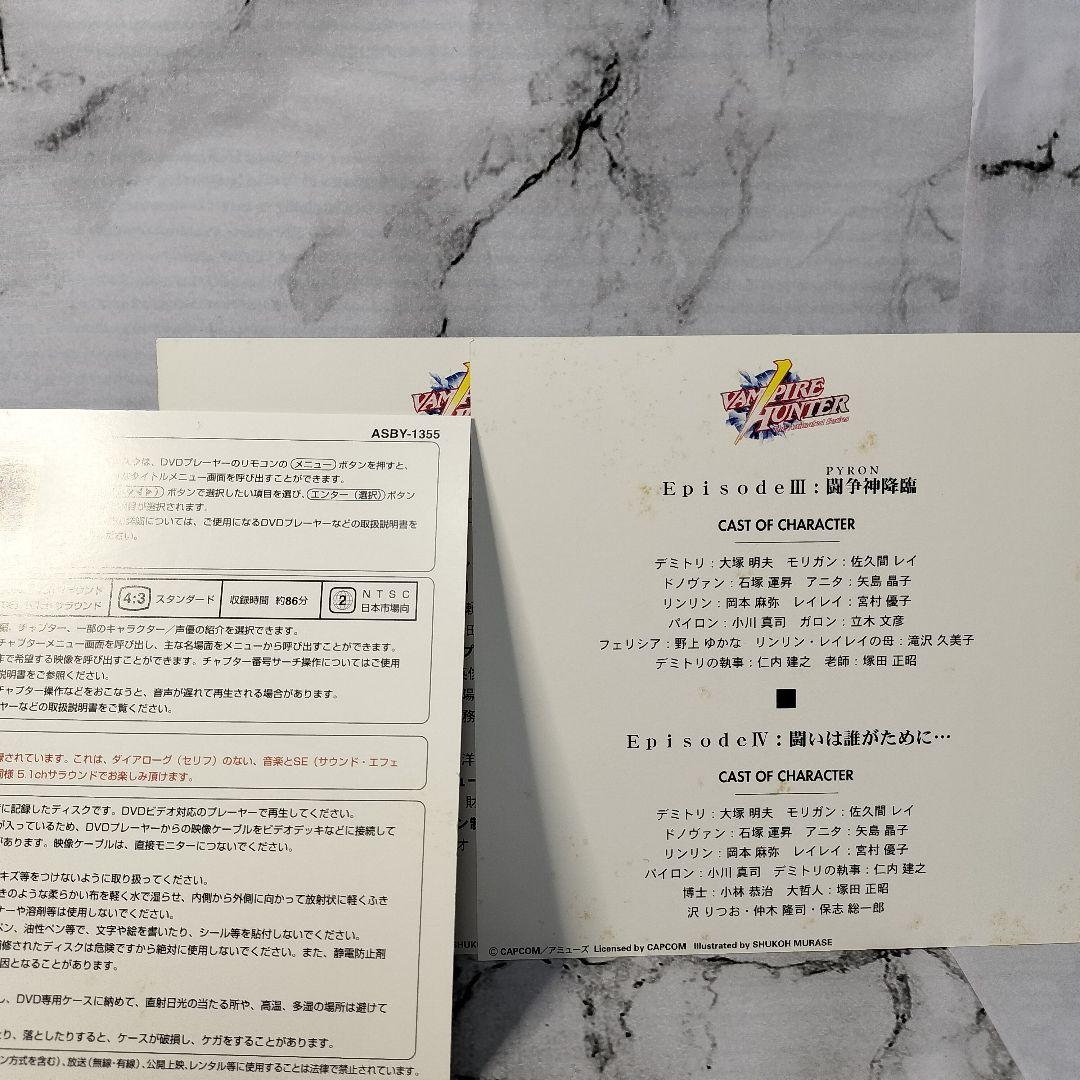 ASBY-1355
は、DVDプレーヤーのリモコンの メニュー ボタンを押すと、
タイトルメニュー画面を呼び出すことができます。
ボタンで選択したい項目を選び、エンター（選択）ボタン
が選択されます。
については、ご使用になるDVDプレーヤーなどの取扱説明書を
ださい。
ラウンド
サラウンド
4:3 スタンダード
収録時間 約86分
2 NTSC
日本市場向
チャプター、一部のキャラクター／声優の紹介を選択できます。
チャプターメニュー画面を呼び出し、主な名場面をメニューから呼び出すことができます。
で希望する映像を呼び出すことができます。チャプター番号サーチ操作についてはご使用
説明書をご参照ください。
チャプター操作などをおこなうと、音声が遅れて再生される場合があります。
ヤーなどの取扱説明書をご覧ください。
録されています。これは、ダイアローグ（セリフ）のない、音楽とSE（サウンド・エフェ
同様 5.1chサラウンドでお楽しみ頂けます。
に記録したディスクです。DVDビデオ対応のプレーヤーで再生してください。
が入っているため、DVDプレーヤーからの映像ケーブルをビデオデッキなどに接続して
があります。映像ケーブルは、直接モニターにつないでください。
キズ等をつけないように取り扱ってください。
きのような柔らかい布を軽く水で湿らせ、内側から外側に向かって放射状に軽くふき
ナーや溶剤等は使用しないでください。
ペン、油性ペン等で、文字や絵を書いたり、シール等を貼付しないでください。
補修されたディスクは危険ですから絶対に使用しないでください。また、静電防止剤
因となることがあります。
し、DVD専用ケースに納めて、直射日光の当たる所や、高温、多湿の場所は避けて
り、落としたりすると、ケースが破損し、ケガをすることがあります。
ン方式を含む）、放送（無線・有線）、公開上映、レンタル等に使用することは法律で禁止されています。
VAMPIRE
HUNTER
The Animated Series
PYRON
EpisodeⅢ：闘争神降臨
CAST OF CHARACTER
デミトリ：大塚 明夫　モリガン：佐久間 レイ
ドノヴァン：石塚 運昇　アニタ：矢島 晶子
リンリン：岡本 麻弥　レイレイ：宮村 優子
パイロン：小川 真司　ガロン：立木 文彦
フェリシア：野上 ゆかな　リンリン・レイレイの母：滝沢 久美子
デミトリの執事：仁内 建之　老師：塚田 正昭
EpisodeⅣ：闘いは誰がために…
CAST OF CHARACTER
デミトリ：大塚 明夫　モリガン：佐久間 レイ
ドノヴァン：石塚 運昇　アニタ：矢島 晶子
リンリン：岡本 麻弥　レイレイ：宮村 優子
パイロン：小川 真司　デミトリの執事：仁内 建之
博士：小林 恭治　大哲人：塚田 正昭
沢 りつお・仲木 隆司・保志 総一郎
© CAPCOM／アミューズ Licensed by CAPCOM Illustrated by SHUKOH MURASE